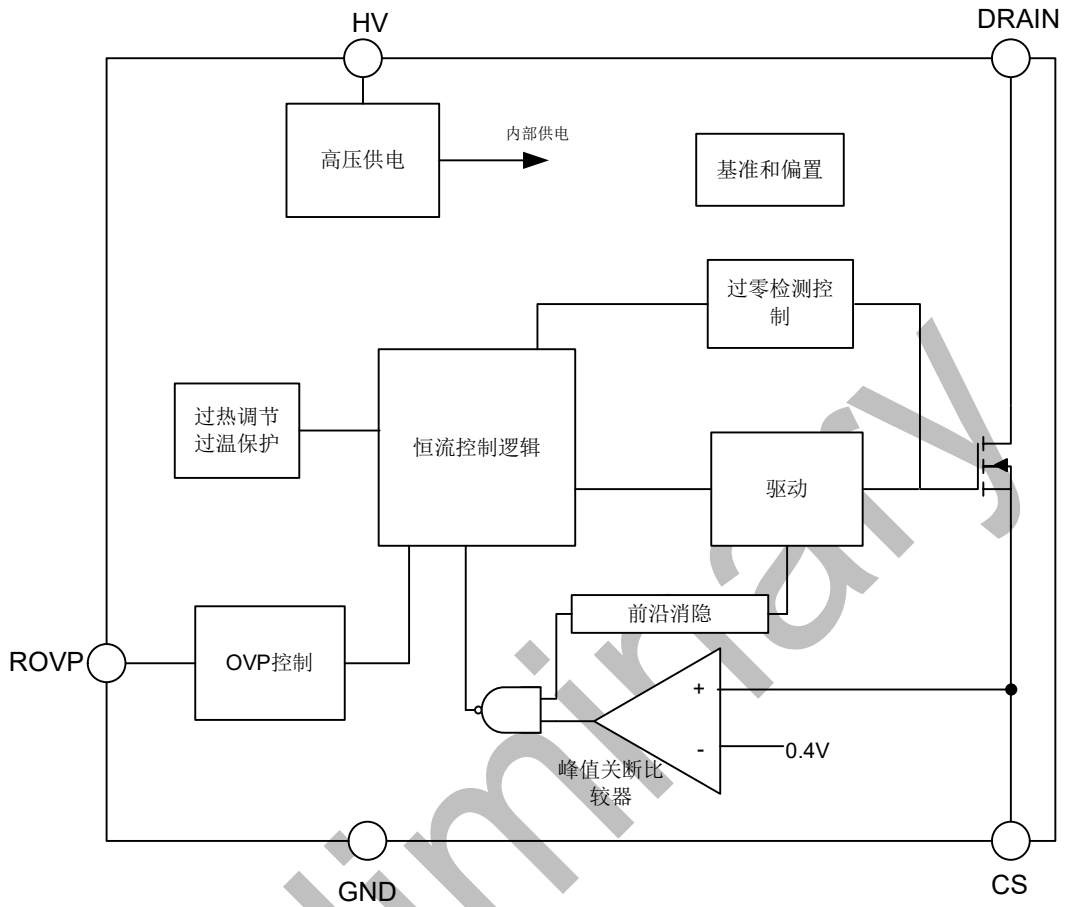 HV
DRAIN
内部供电
高压供电
基准和偏置
过零检测控
制
过热调节
过温保护
恒流控制逻辑
驱动
前沿消隐
ROVP
OVP控制
+
-
0.4V
峰值关断比
较器
GND
CS
liminary